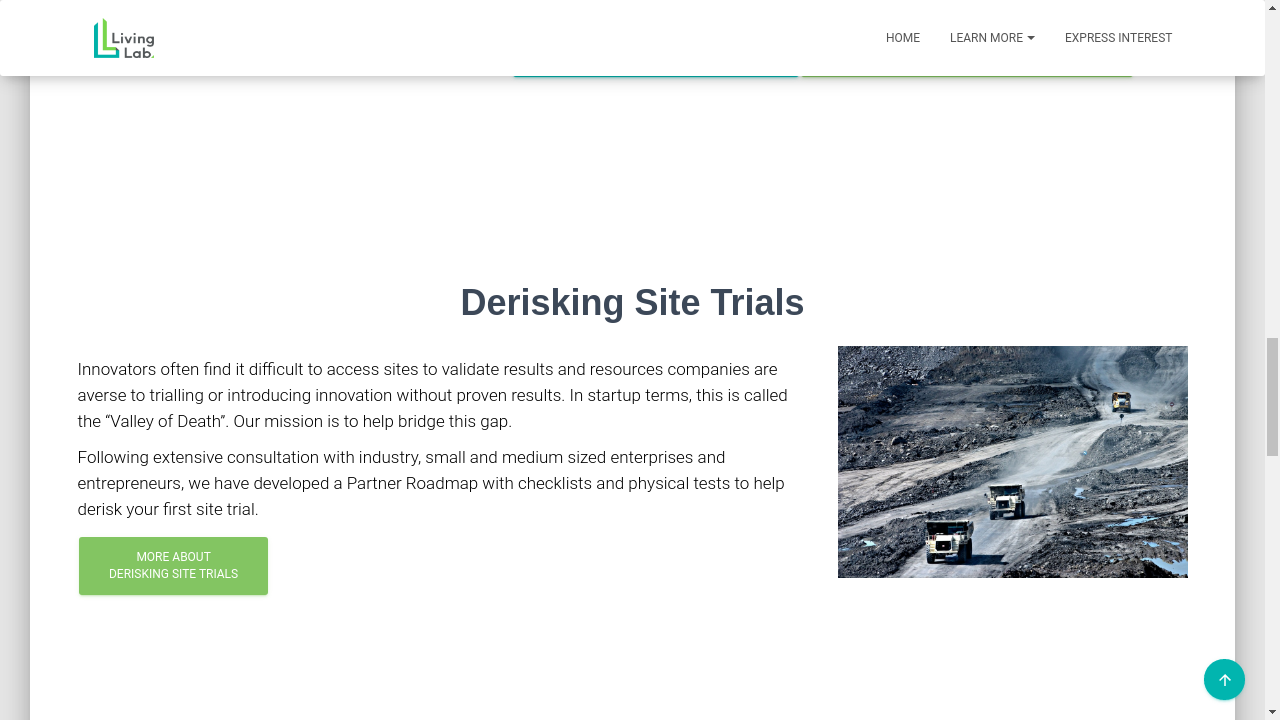 Living
Lab.
HOME
LEARN MORE
EXPRESS INTEREST
Derisking Site Trials
Innovators often find it difficult to access sites to validate results and resources companies are
averse to trialling or introducing innovation without proven results. In startup terms, this is called
the “Valley of Death”. Our mission is to help bridge this gap.
Following extensive consultation with industry, small and medium sized enterprises and
entrepreneurs, we have developed a Partner Roadmap with checklists and physical tests to help
derisk your first site trial.
MORE ABOUT
DERISKING SITE TRIALS